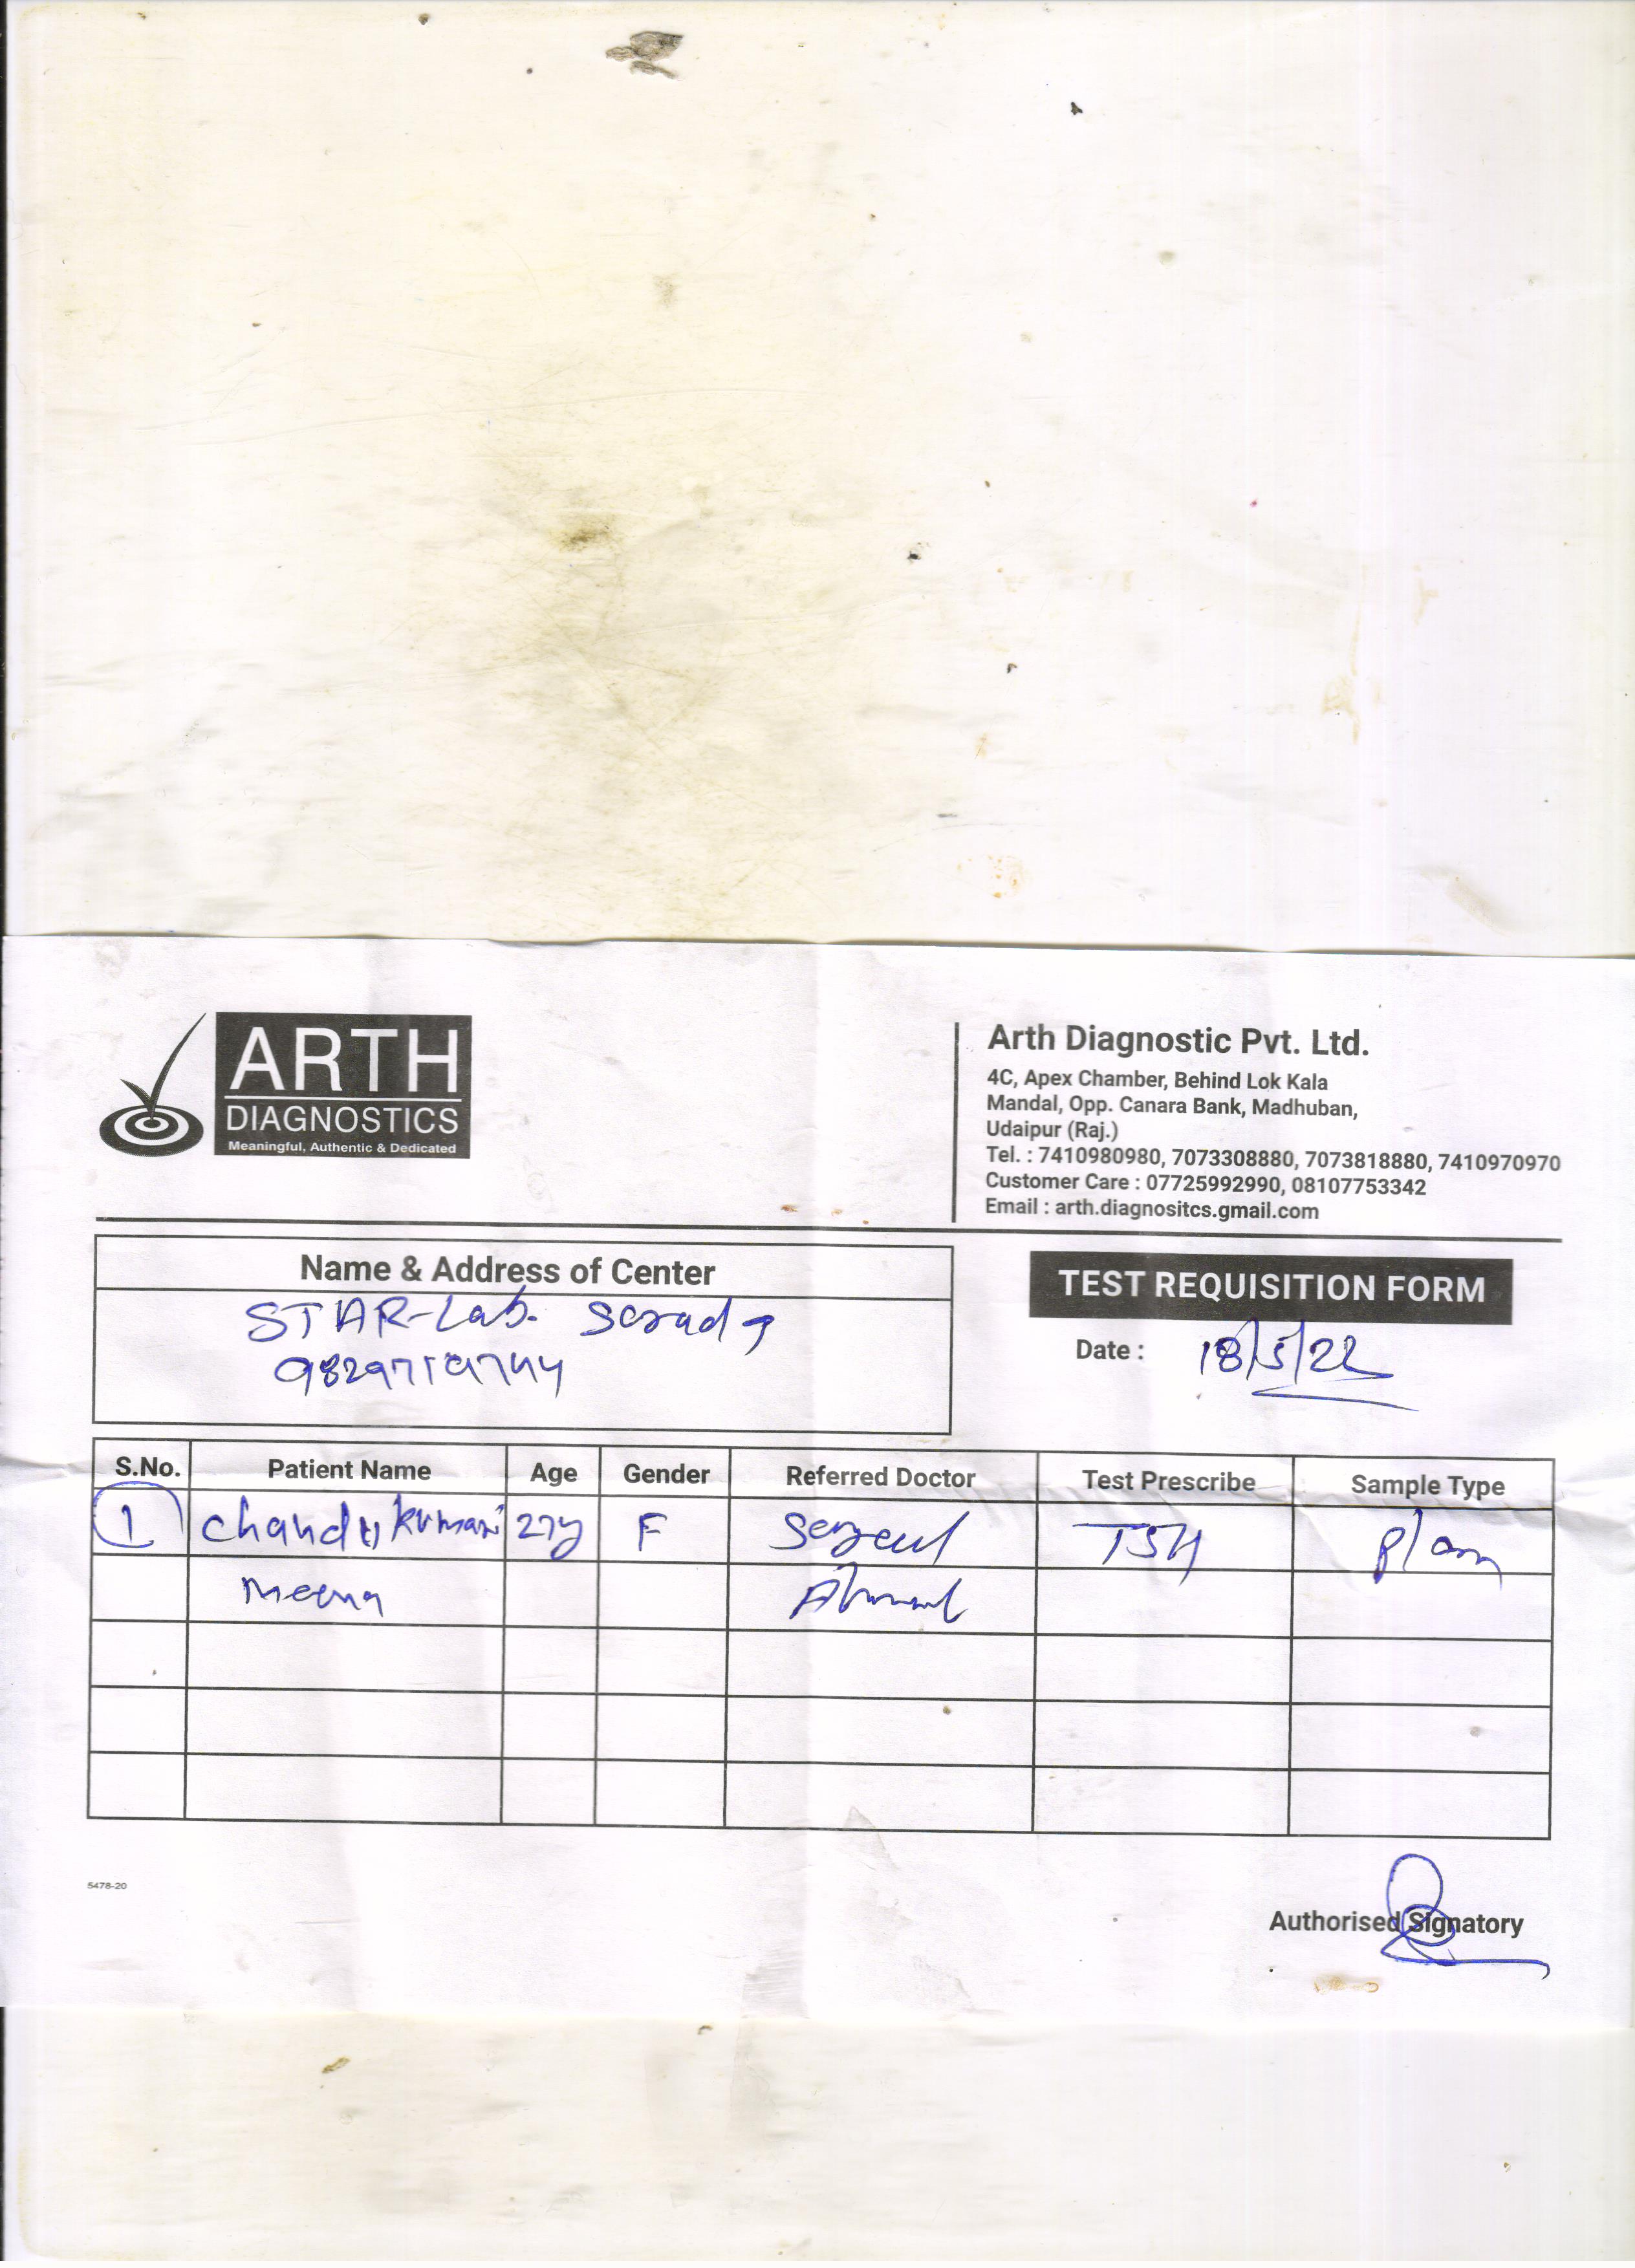 ARTH
DIAGNOSTICS
Meaningful, Authentic & Dedicated
Arth Diagnostic Pvt. Ltd.
4C, Apex Chamber, Behind Lok Kala
Mandal, Opp. Canara Bank, Madhuban,
Udaipur (Raj.)
Tel. : 7410980980, 7073308880, 7073818880, 7410970970
Customer Care : 07725992990, 08107753342
Email : arth.diagnositcs.gmail.com
Name & Address of Center
STAR-Lab.
TEST REQUISITION FORM
Date : 18/5/22
S.No. Patient Name Age Gender Referred Doctor Test Prescribe Sample Type
1 Kumari 27y F TSH
Meena
5478-20
Authorised Signatory